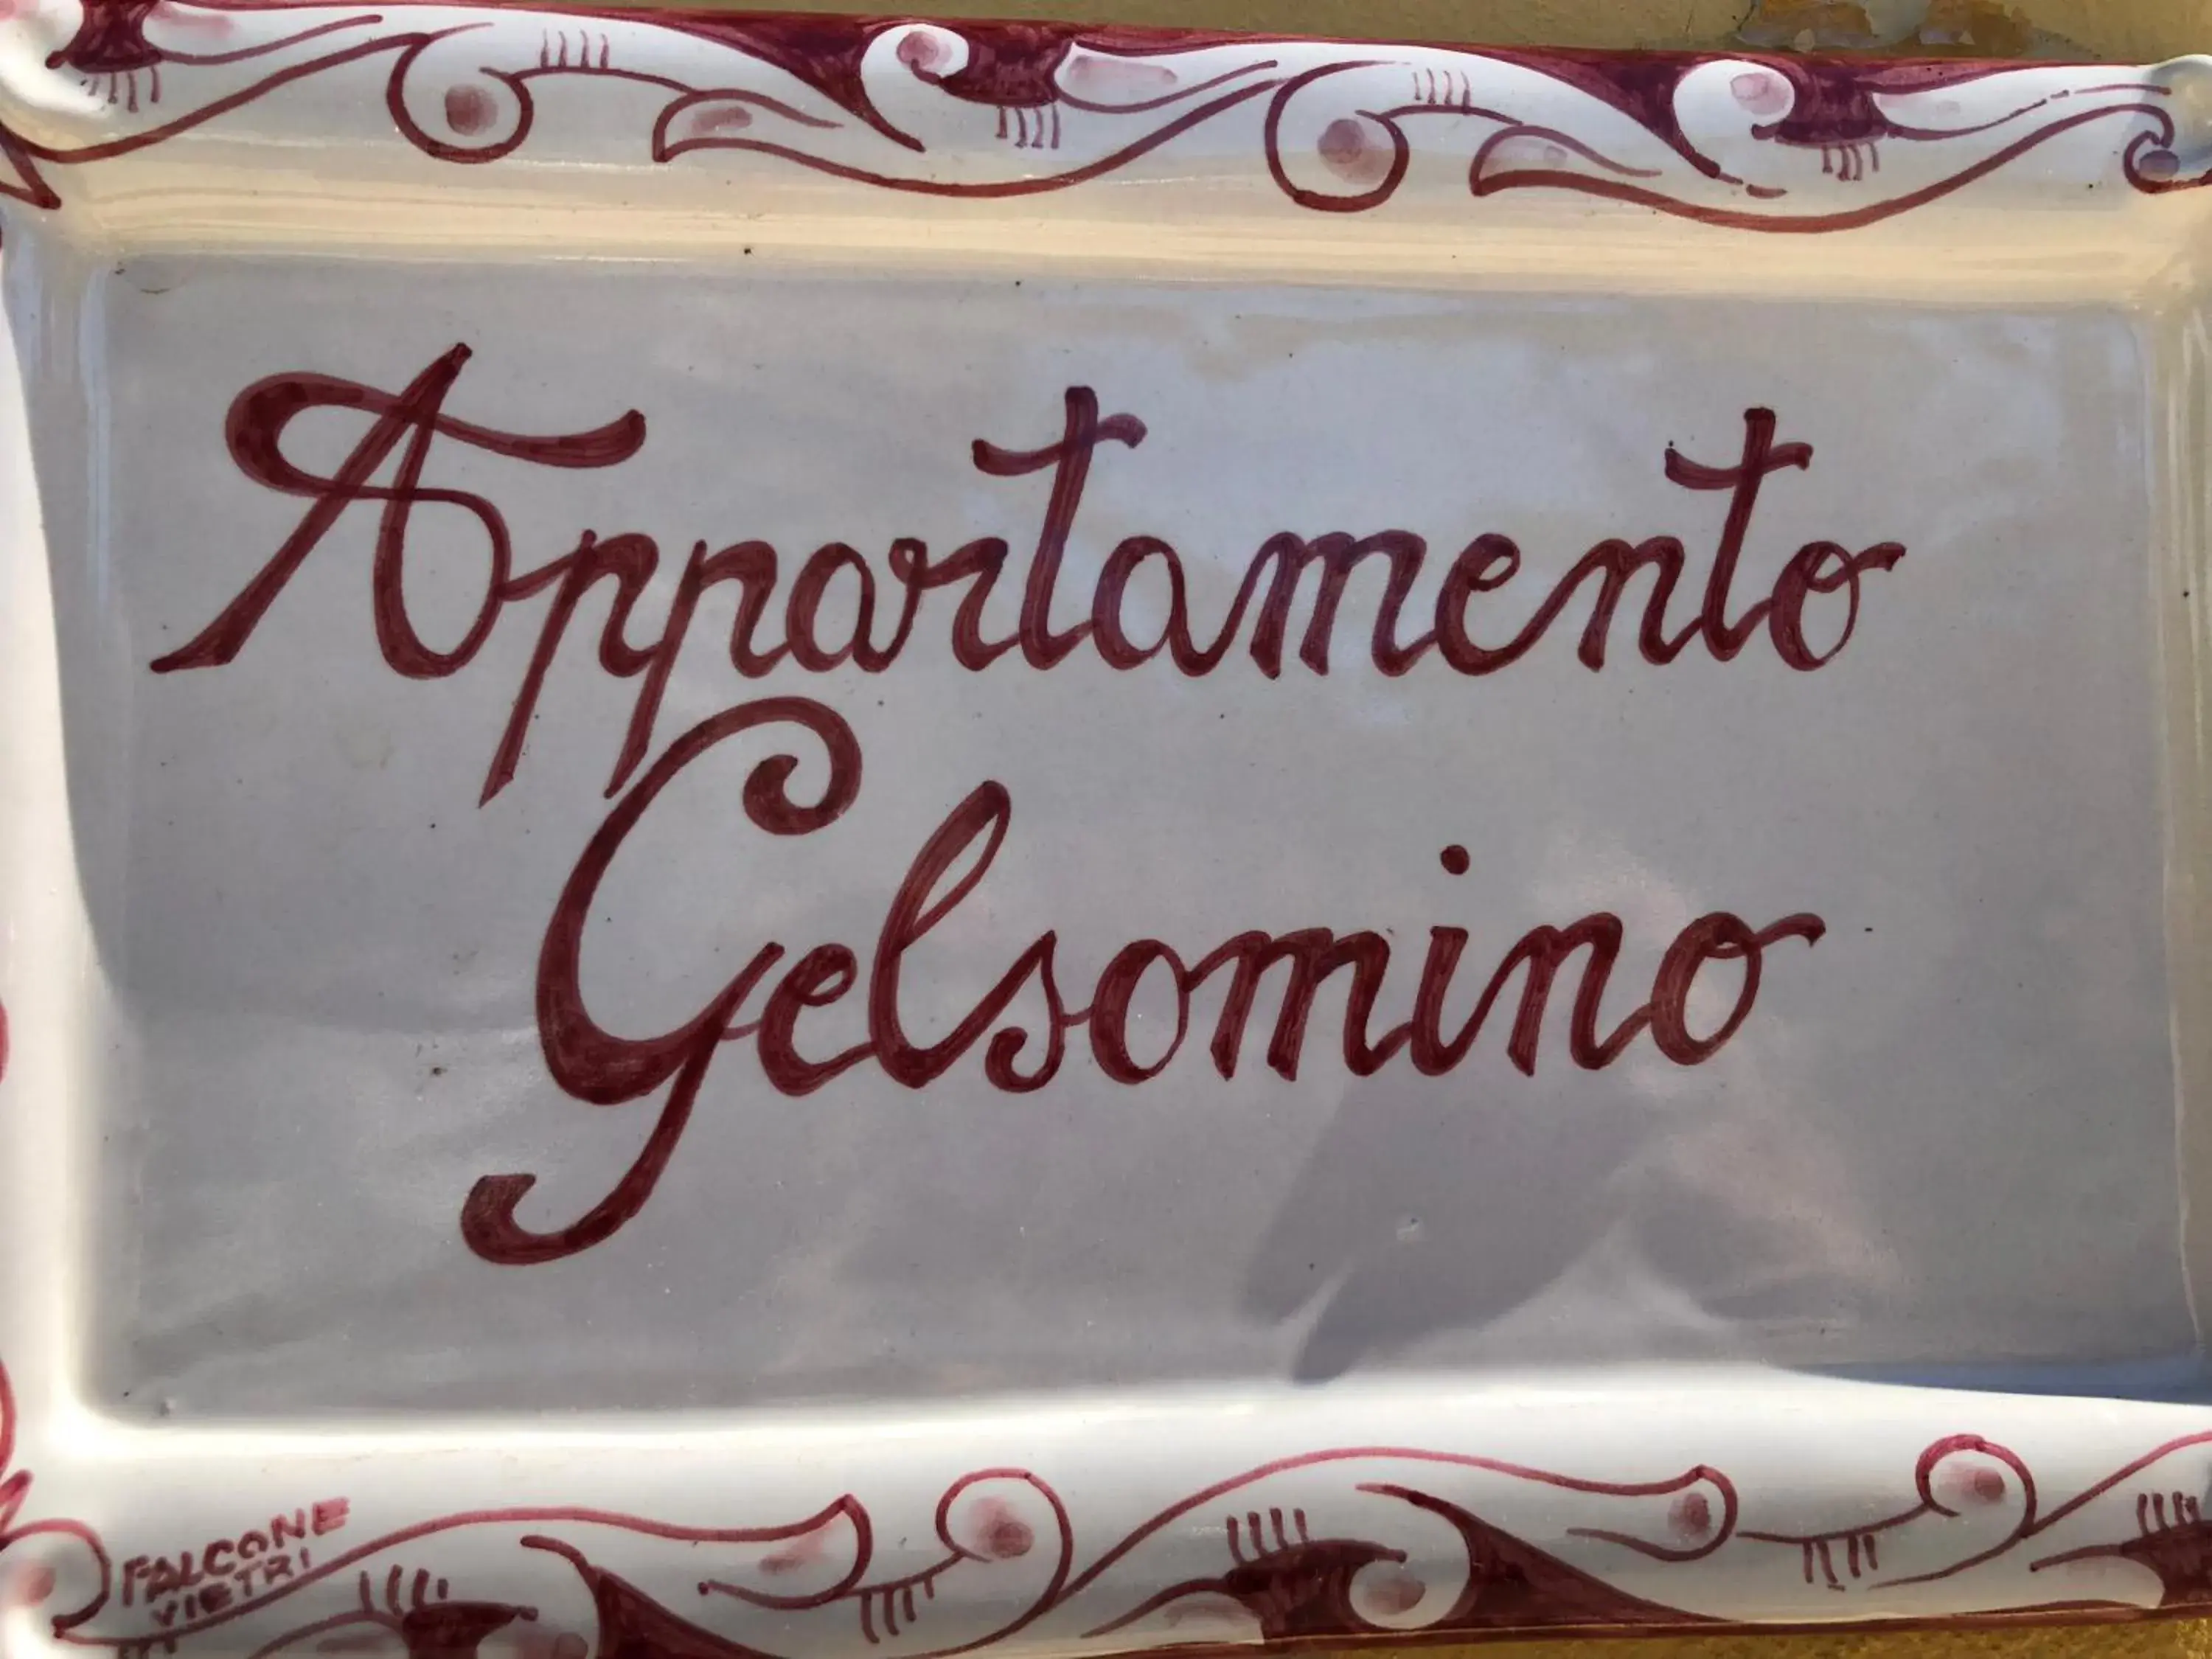 Appartamento
Gelsomino
FALCONE
VIETRI